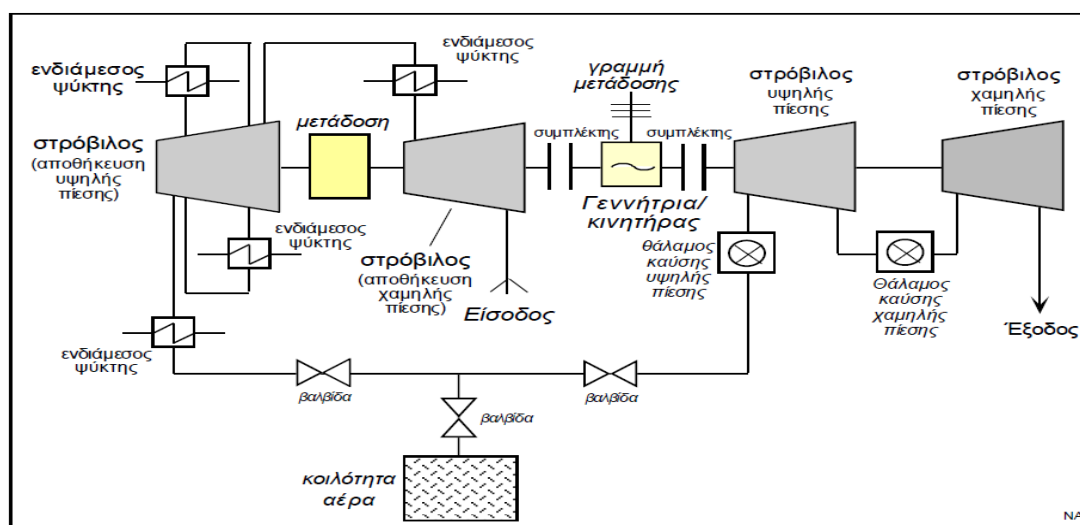 ενδιάμεσος
ψύκτης
ενδιάμεσος
ψύκτης
γραμμή
μετάδοσης
στρόβιλος
υψηλής
πίεσης
στρόβιλος
χαμηλής
πίεσης
στρόβιλος
(αποθήκευση
υψηλής
πίεσης)
μετάδοση
συμπλέκτης
συμπλέκτης
Γεννήτρια/
κινητήρας
ενδιάμεσος
ψύκτης
στρόβιλος
(αποθήκευση
χαμηλής
πίεσης)
Είσοδος
θάλαμος
καύσης
υψηλής
πίεσης
Θάλαμος
καύσης
χαμηλής
πίεσης
Έξοδος
ενδιάμεσος
ψύκτης
βαλβίδα
βαλβίδα
βαλβίδα
κοιλότητα
αέρα
NA